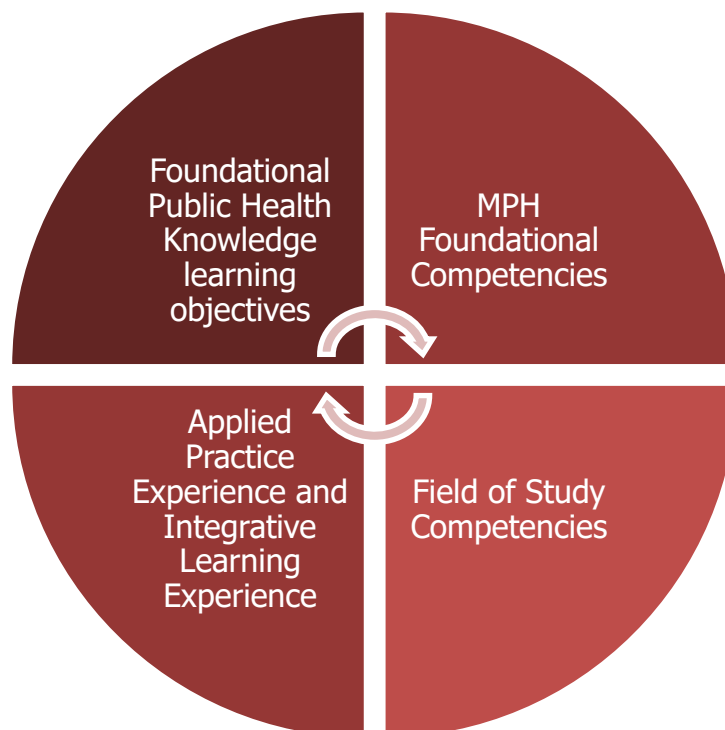 Foundational
Public Health
Knowledge
learning
objectives
MPH
Foundational
Competencies
Applied
Practice
Experience and
Integrative
Learning
Experience
Field of Study
Competencies